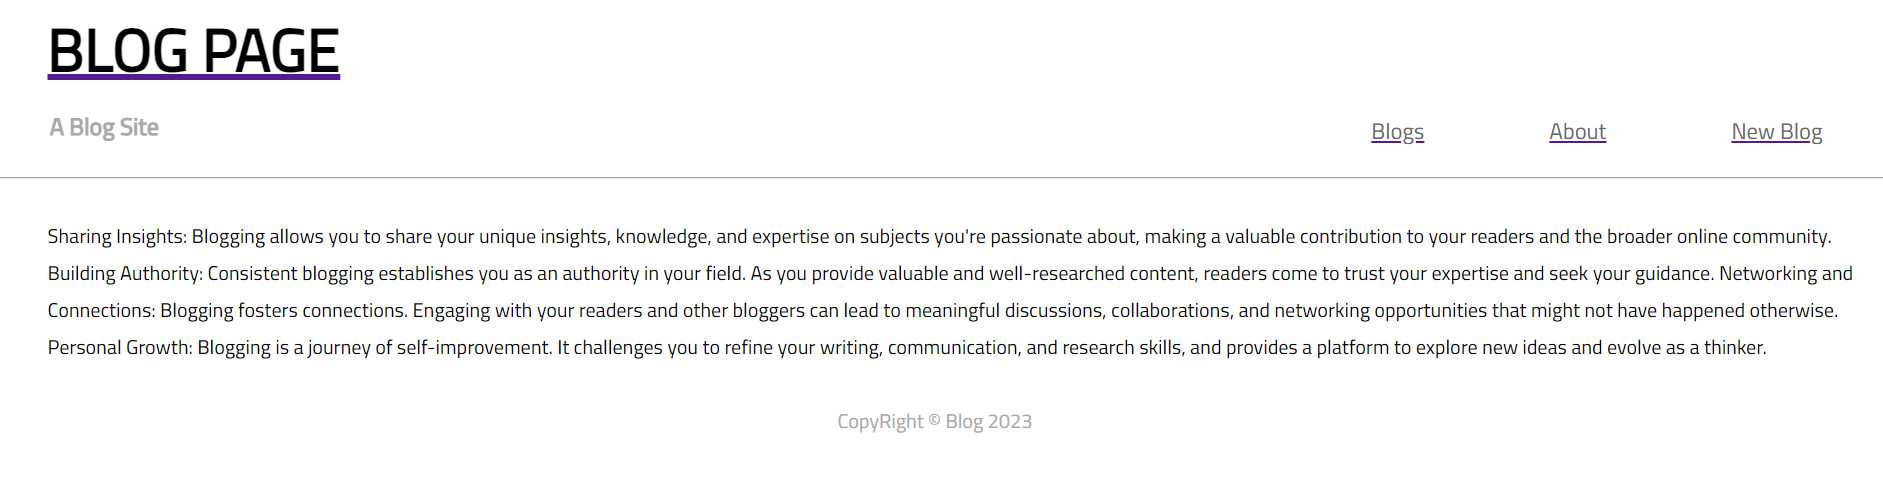 BLOG PAGE
A Blog Site
Blogs About New Blog
Sharing Insights: Blogging allows you to share your unique insights, knowledge, and expertise on subjects you're passionate about, making a valuable contribution to your readers and the broader online community.
Building Authority: Consistent blogging establishes you as an authority in your field. As you provide valuable and well-researched content, readers come to trust your expertise and seek your guidance. Networking and
Connections: Blogging fosters connections. Engaging with your readers and other bloggers can lead to meaningful discussions, collaborations, and networking opportunities that might not have happened otherwise.
Personal Growth: Blogging is a journey of self-improvement. It challenges you to refine your writing, communication, and research skills, and provides a platform to explore new ideas and evolve as a thinker.
CopyRight © Blog 2023